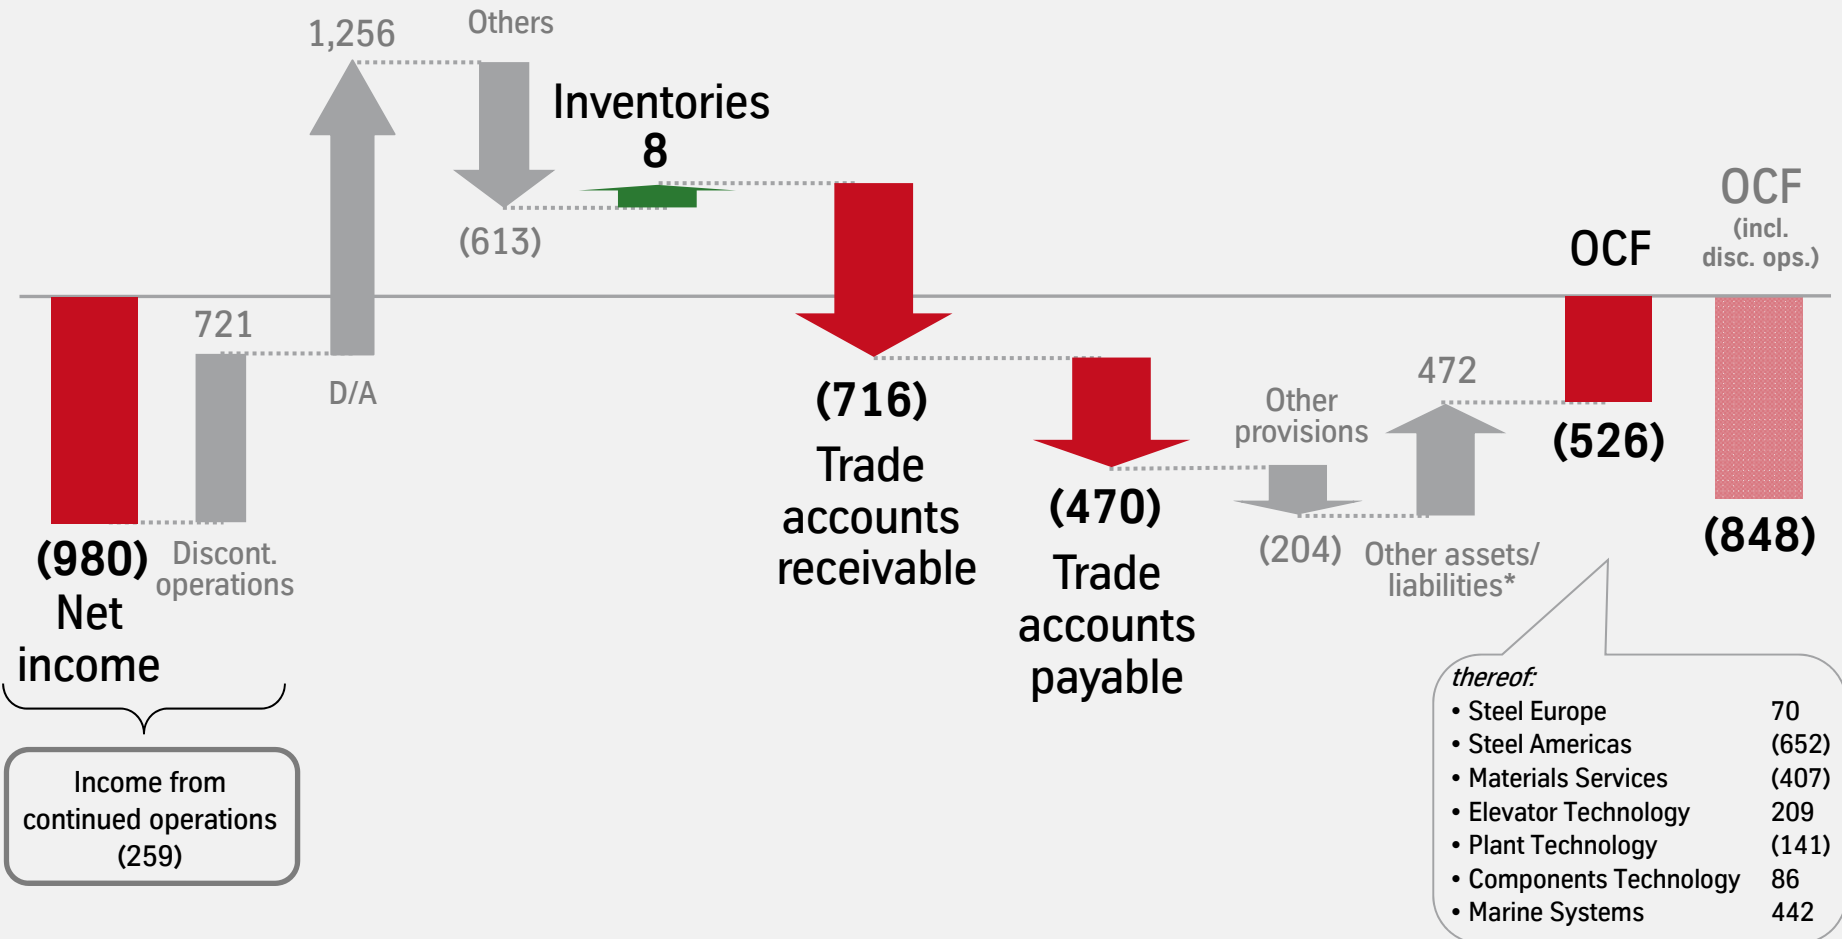 1,256
Others
Inventories
8
(613)
OCF
OCF
(incl.
disc. ops.)
721
D/A
(980)
Net
income
Discont.
operations
(716)
Trade
accounts
receivable
(470)
Trade
accounts
payable
Other
provisions
(204)
472
Other assets/
liabilities*
(526)
(848)
Income from
continued operations
(259)
thereof:
• Steel Europe 70
• Steel Americas (652)
• Materials Services (407)
• Elevator Technology 209
• Plant Technology (141)
• Components Technology 86
• Marine Systems 442